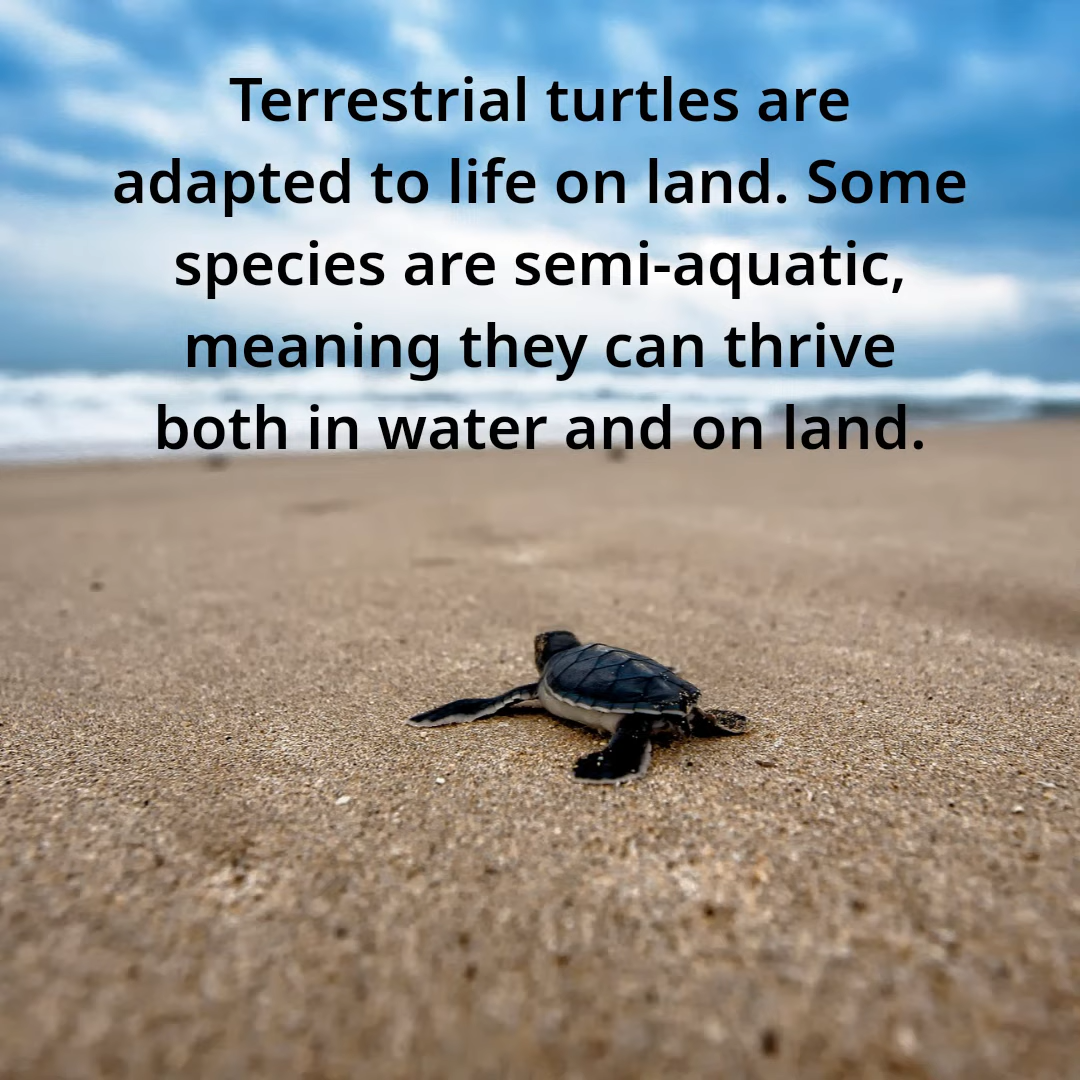 Terrestrial turtles are
adapted to life on land. Some
species are semi-aquatic,
meaning they can thrive
both in water and on land.